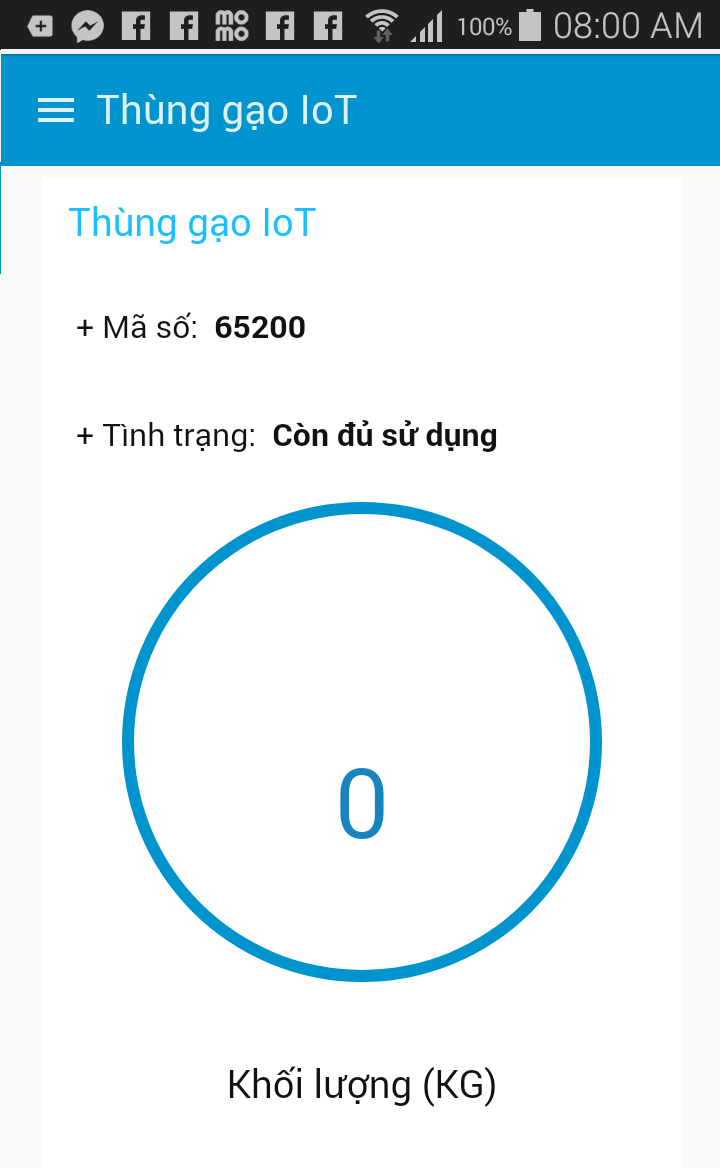 100% 08:00 AM
Thùng gạo IoT
Thùng gạo IoT
+ Mã số: 65200
+ Tình trạng: Còn đủ sử dụng
0
Khối lượng (KG)